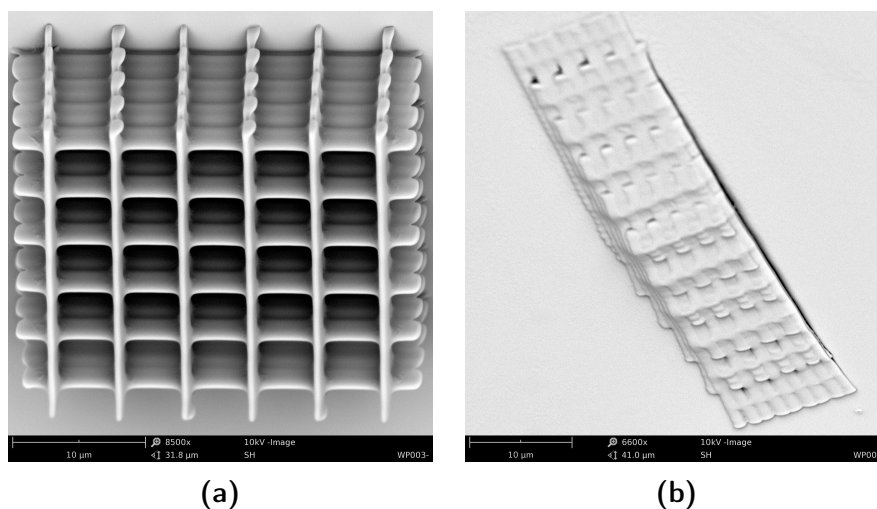 8500x 10kV -Image
10 µm 31.8 µm SH WP003-
6600x 10kV -Image
10 µm 41.0 µm SH WP00
(a) (b)